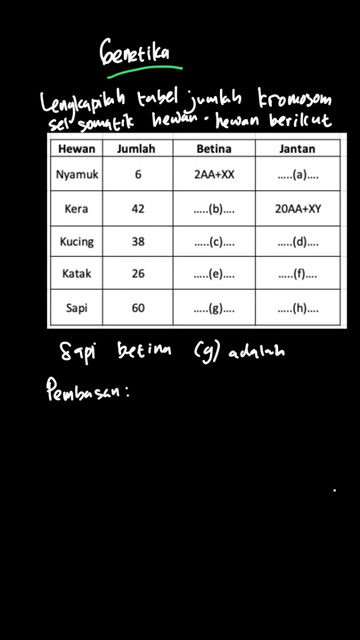 Genetika
Lengkapilah tabel jumlah kromosom
sel somatik hewan-hewan berikut
Hewan Jumlah Betina Jantan
Nyamuk 6 2AA+XX .....(a)....
Kera 42 .....(b).... 20AA+XY
Kucing 38 .....(c).... .....(d)....
Katak 26 .....(e).... .....(f)....
Sapi 60 .....(g).... .....(h)....
Sapi betina (g) adalah
Pembasan: